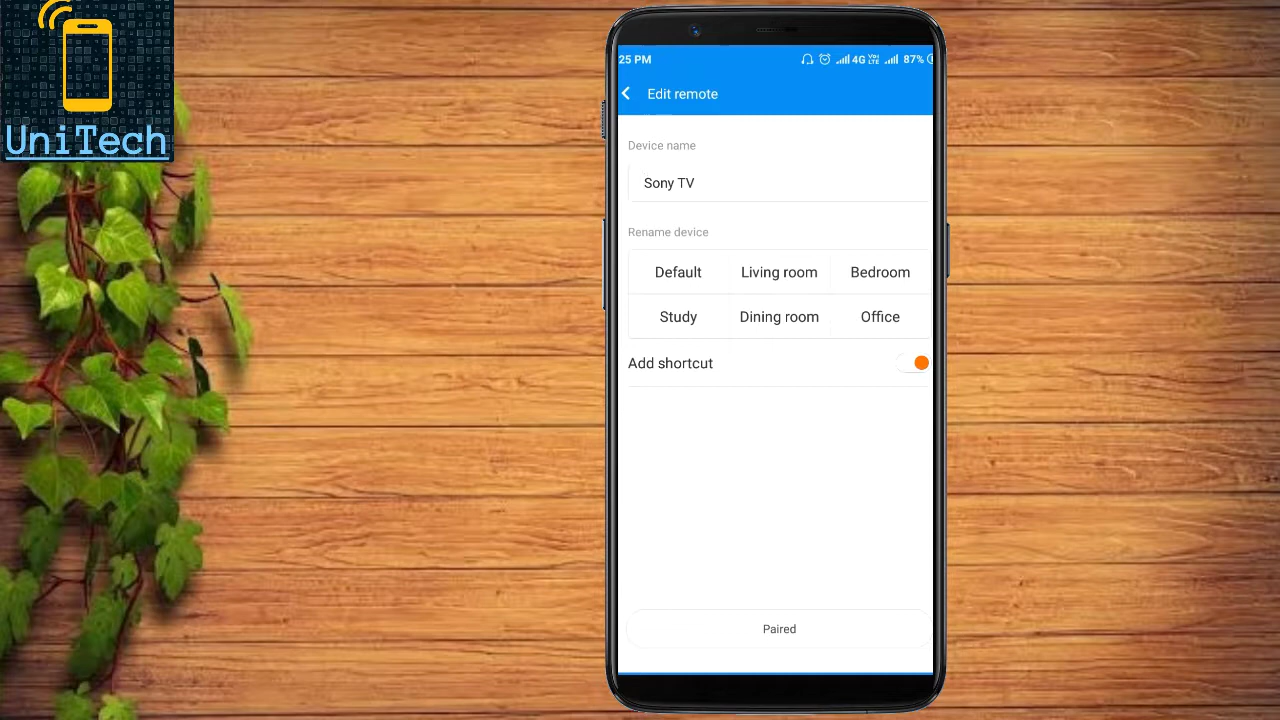 UniTech
25 PM 4G VoLTE 87%
Edit remote
Device name
Sony TV
Rename device
Default Living room Bedroom
Study Dining room Office
Add shortcut
Paired